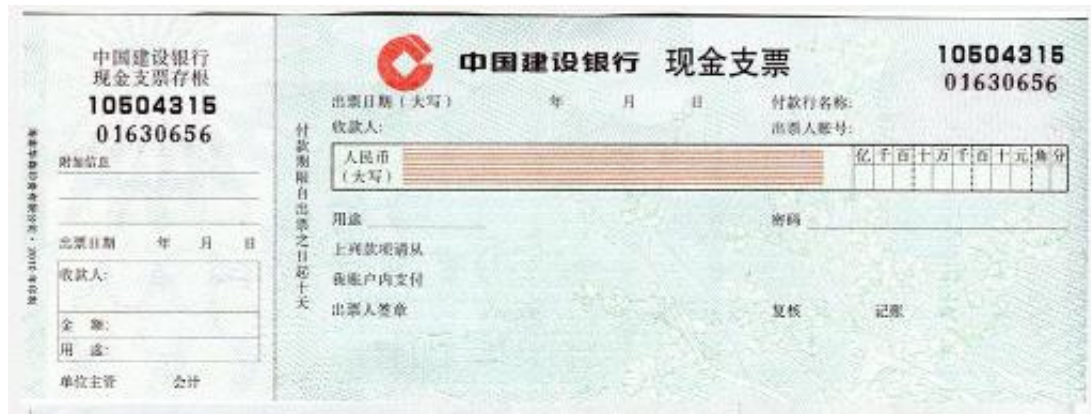 中国建设银行
现金支票存根
10504315
01630656
附加信息
出票日期 年 月 日
收款人:
金 额:
用 途:
单位主管 会计
付款期限自出票之日起十天
中国建设银行 现金支票
10504315
01630656
出票日期(大写) 年 月 日 付款行名称:
收款人: 出票人账号:
人民币
(大写)
亿 千 百 十 万 千 百 十 元 角 分
用途 密码
上列款项请从
我账户内支付
出票人签章 复核 记账